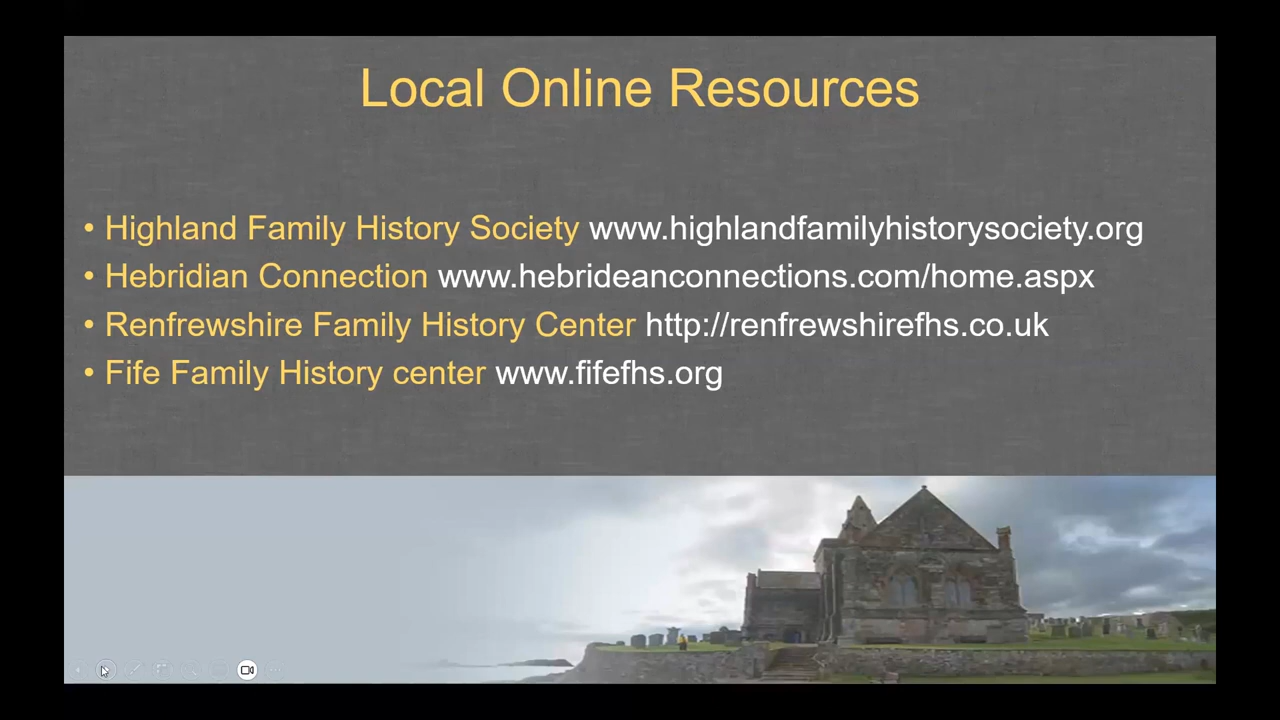 Local Online Resources
• Highland Family History Society www.highlandfamilyhistorysociety.org
• Hebridian Connection www.hebrideanconnections.com/home.aspx
• Renfrewshire Family History Center http://renfrewshirefhs.co.uk
• Fife Family History center www.fifefhs.org